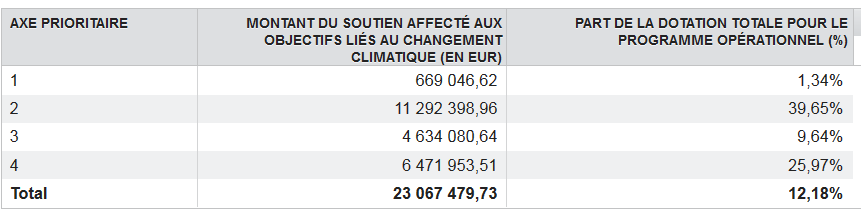 AXE PRIORITAIRE MONTANT DU SOUTIEN AFFECTÉ AUX PART DE LA DOTATION TOTALE POUR LE
OBJECTIFS LIÉS AU CHANGEMENT PROGRAMME OPÉRATIONNEL (%)
CLIMATIQUE (EN EUR)
1 669 046,62 1,34%
2 11 292 398,96 39,65%
3 4 634 080,64 9,64%
4 6 471 953,51 25,97%
Total 23 067 479,73 12,18%